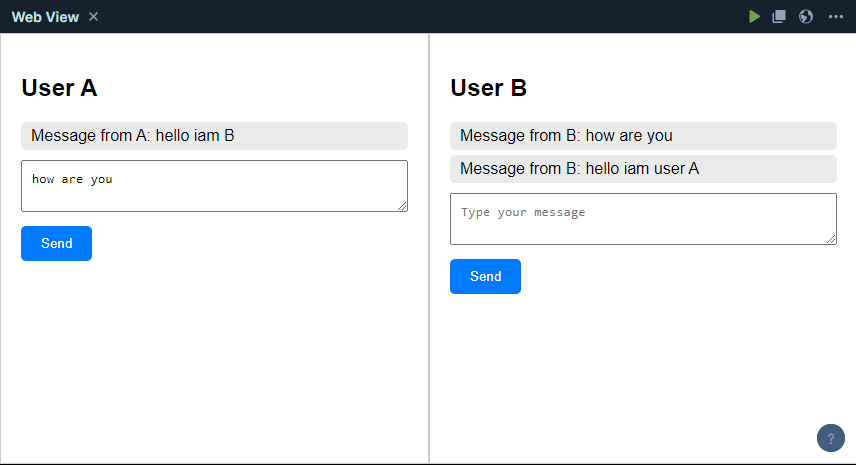 Web View
User A
Message from A: hello iam B
how are you
Send
User B
Message from B: how are you
Message from B: hello iam user A
Type your message
Send
?